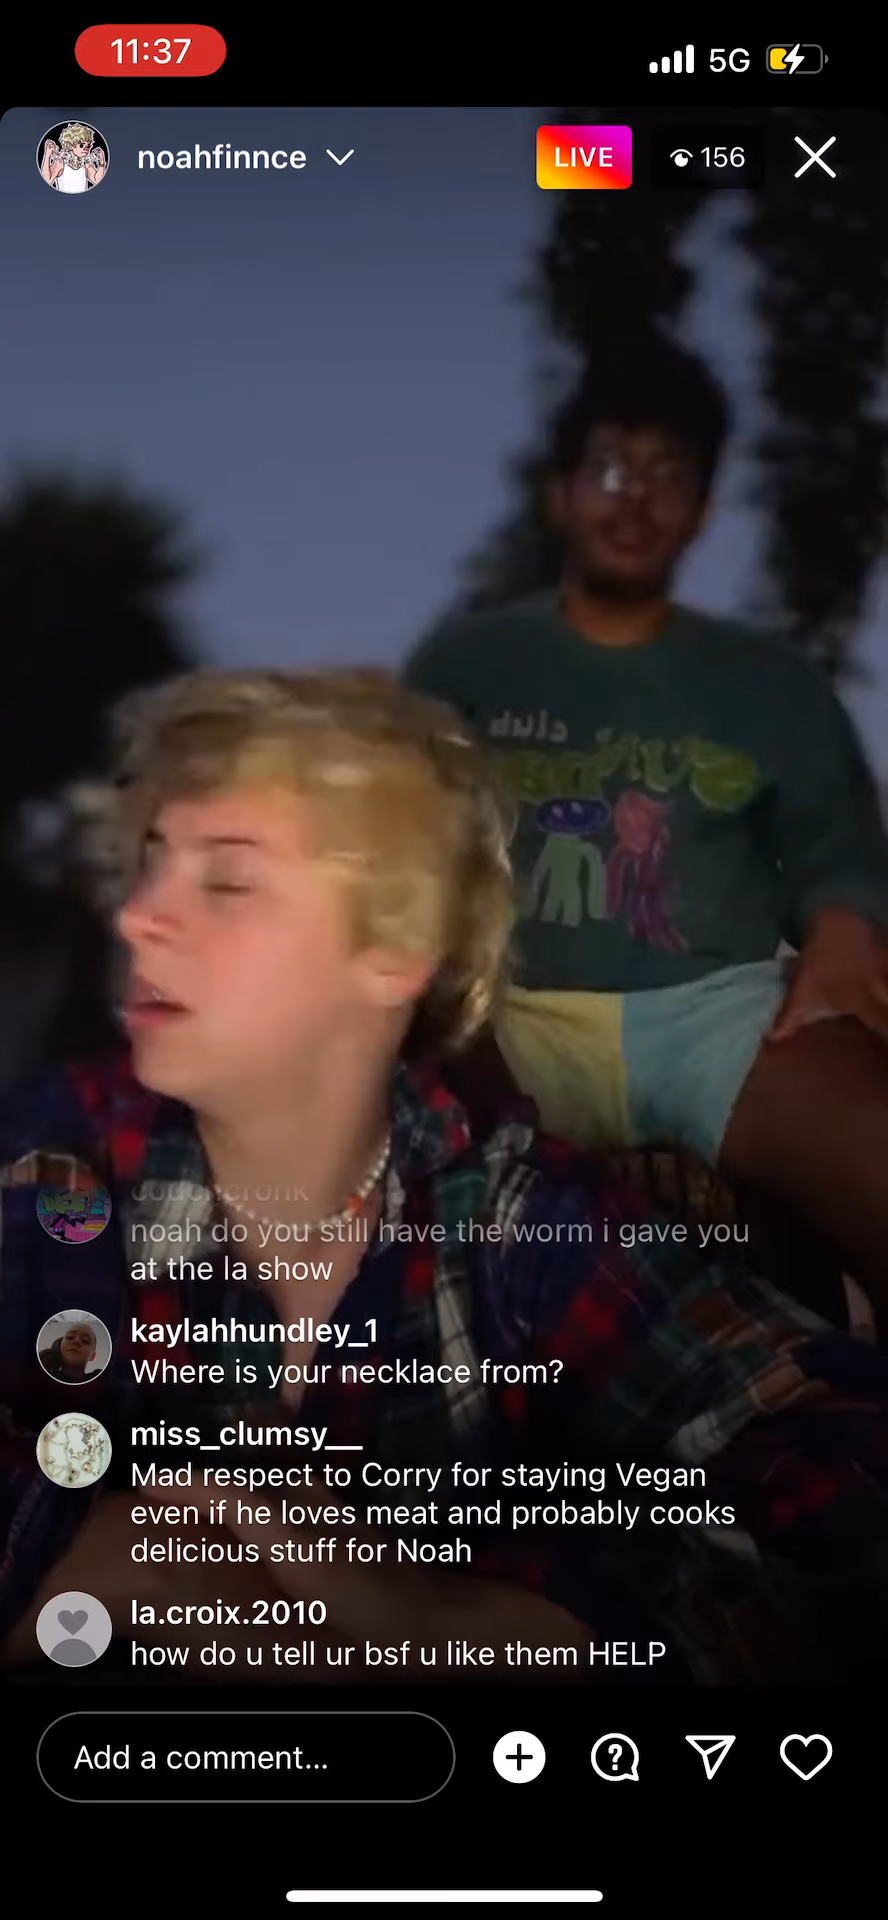 11:37
5G
noahfinnce
LIVE
156
club
noah do you still have the worm i gave you
at the la show
kaylahhundley_1
Where is your necklace from?
miss_clumsy__
Mad respect to Corry for staying Vegan
even if he loves meat and probably cooks
delicious stuff for Noah
la.croix.2010
how do u tell ur bsf u like them HELP
Add a comment...